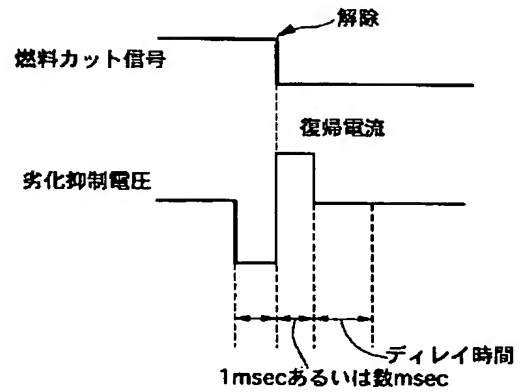 解除
燃料カット信号
復帰電流
劣化抑制電圧
ディレイ時間
1msecあるいは数msec